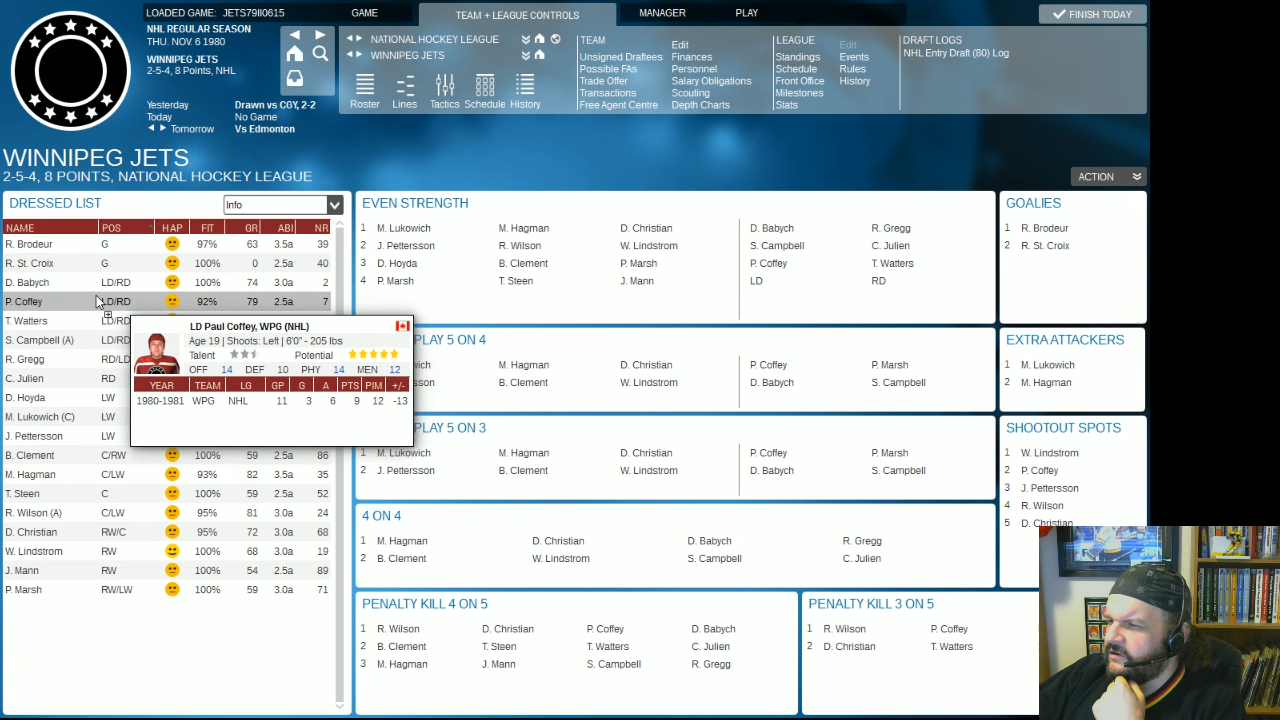 LOADED GAME: JETS79II0615 GAME TEAM + LEAGUE CONTROLS MANAGER PLAY FINISH TODAY
NHL REGULAR SEASON
THU. NOV. 6 1980
WINNIPEG JETS
2-5-4, 8 Points, NHL
Yesterday Drawn vs CGY, 2-2
Today No Game
Tomorrow Vs Edmonton
NATIONAL HOCKEY LEAGUE
WINNIPEG JETS
Roster Lines Tactics Schedule History
TEAM Edit
Unsigned Draftees Finances
Possible FAs Personnel
Trade Offer Salary Obligations
Transactions Scouting
Free Agent Centre Depth Charts
LEAGUE Edit
Standings Events
Schedule Rules
Front Office History
Milestones
Stats
DRAFT LOGS
NHL Entry Draft (80) Log
WINNIPEG JETS
2-5-4, 8 POINTS, NATIONAL HOCKEY LEAGUE
ACTION
DRESSED LIST Info
NAME POS HAP FIT GR ABI NR
R. Brodeur G 97% 63 3.5a 39
R. St. Croix G 100% 0 2.5a 40
D. Babych LD/RD 100% 74 3.0a 2
P. Coffey LD/RD 92% 79 2.5a 7
T. Watters LD/RD
S. Campbell (A) LD/RD
R. Gregg RD/LD
C. Julien RD
D. Hoyda LW
M. Lukowich (C) LW
J. Pettersson LW
B. Clement C/RW 100% 59 2.5a 86
M. Hagman C/LW 93% 82 3.5a 35
T. Steen C 100% 59 2.5a 52
R. Wilson (A) C/LW 95% 81 3.0a 24
D. Christian RW/C 95% 72 3.0a 68
W. Lindstrom RW 100% 68 3.0a 19
J. Mann RW 100% 54 2.5a 89
P. Marsh RW/LW 100% 59 3.0a 71
LD Paul Coffey, WPG (NHL)
Age 19 | Shoots: Left | 6'0" - 205 lbs
Talent Potential
OFF 14 DEF 10 PHY 14 MEN 12
YEAR TEAM LG GP G A PTS PIM +/-
1980-1981 WPG NHL 11 3 6 9 12 -13
EVEN STRENGTH
1 M. Lukowich M. Hagman D. Christian D. Babych R. Gregg
2 J. Pettersson R. Wilson W. Lindstrom S. Campbell C. Julien
3 D. Hoyda B. Clement P. Marsh P. Coffey T. Watters
4 P. Marsh T. Steen J. Mann LD RD
PLAY 5 ON 4
wich M. Hagman D. Christian P. Coffey P. Marsh
rsson B. Clement W. Lindstrom D. Babych S. Campbell
PLAY 5 ON 3
1 M. Lukowich M. Hagman D. Christian P. Coffey P. Marsh
2 J. Pettersson B. Clement W. Lindstrom D. Babych S. Campbell
4 ON 4
1 M. Hagman D. Christian D. Babych R. Gregg
2 B. Clement W. Lindstrom S. Campbell C. Julien
PENALTY KILL 4 ON 5
1 R. Wilson D. Christian P. Coffey D. Babych
2 B. Clement T. Steen T. Watters C. Julien
3 M. Hagman J. Mann S. Campbell R. Gregg
PENALTY KILL 3 ON 5
1 R. Wilson P. Coffey
2 D. Christian T. Watters
GOALIES
1 R. Brodeur
2 R. St. Croix
EXTRA ATTACKERS
1 M. Lukowich
2 M. Hagman
SHOOTOUT SPOTS
1 W. Lindstrom
2 P. Coffey
3 J. Pettersson
4 R. Wilson
5 D. Christian